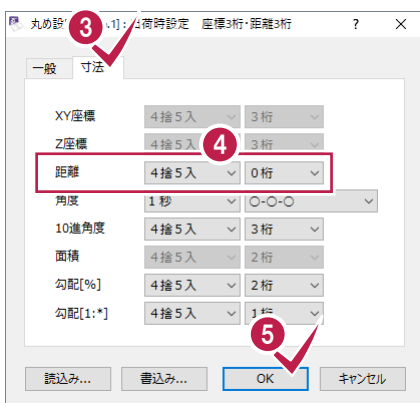 丸め設 .1]: 出荷時設定 座標3桁・距離3桁 ? ×
3
一般 寸法
XY座標 4捨5入 3桁
Z座標 4捨5入 3桁
4
距離 4捨5入 0桁
角度 1秒 〇-〇-〇
10進角度 4捨5入 3桁
面積 4捨5入 2桁
勾配[%] 4捨5入 2桁
勾配[1:*] 4捨5入 1桁
5
読込み... 書込み... OK キャンセル